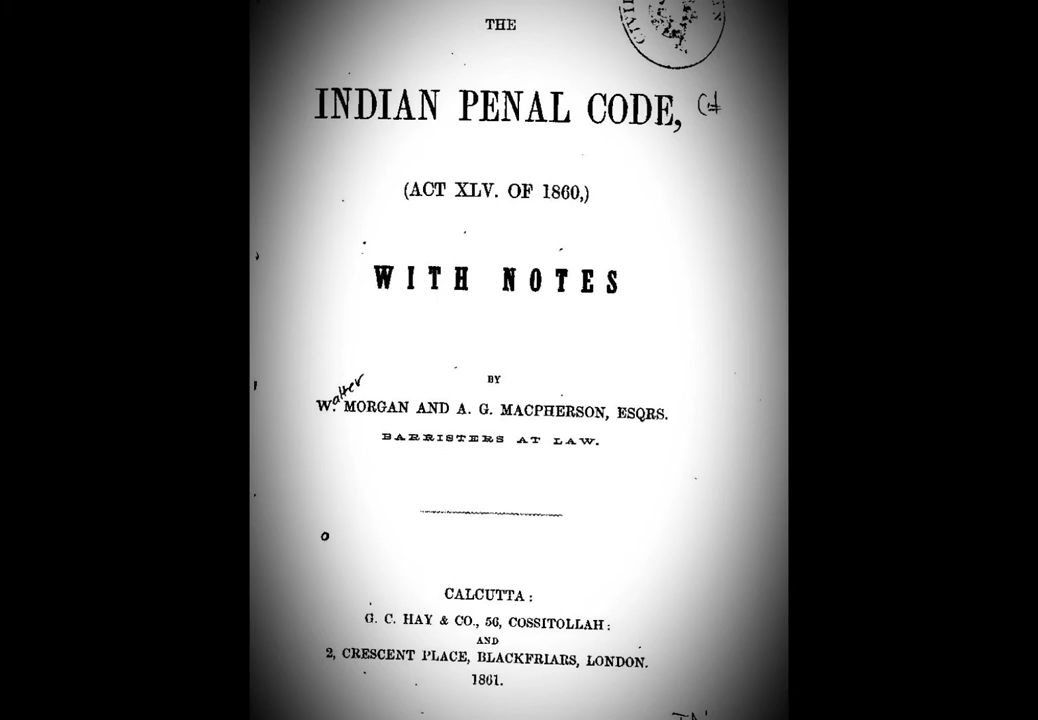 THE
INDIAN PENAL CODE,
(ACT XLV. OF 1860,)
WITH NOTES
BY
Walter
W. MORGAN AND A. G. MACPHERSON, ESQRS.
BARRISTERS AT LAW.
CALCUTTA:
G. C. HAY & CO., 56, COSSITOLLAH:
AND
2, CRESCENT PLACE, BLACKFRIARS, LONDON.
1861.